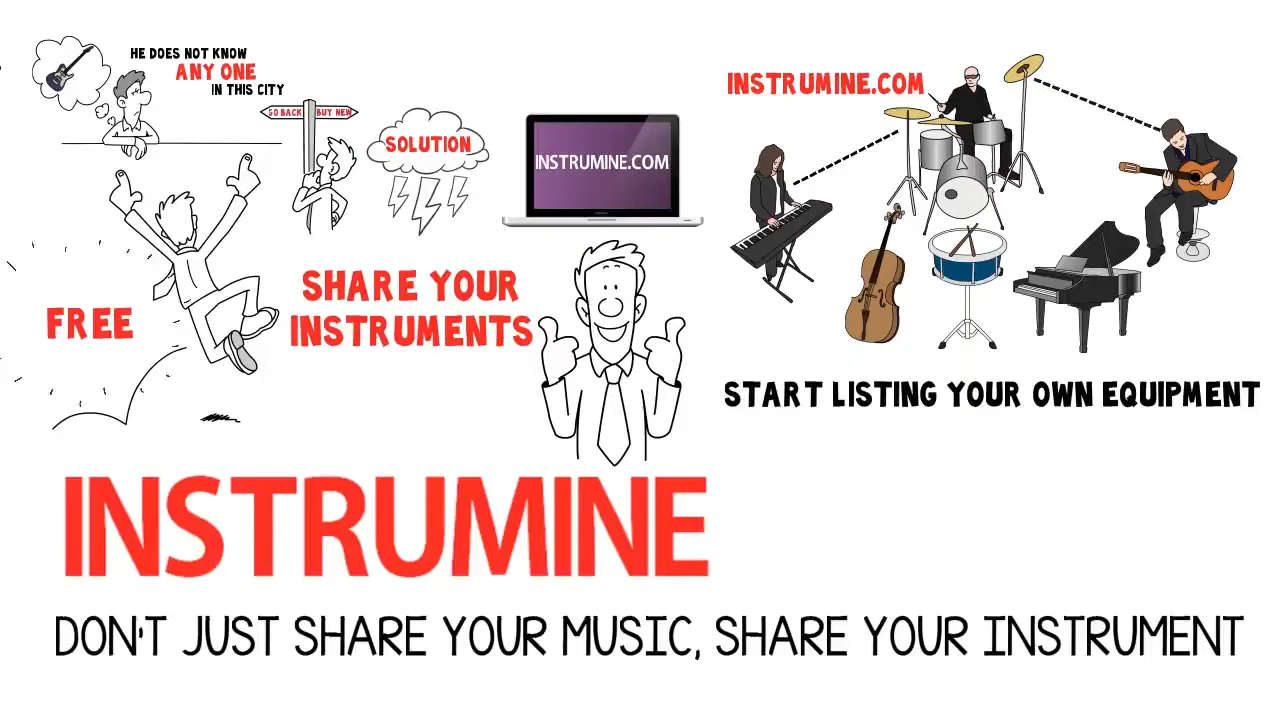 HE DOES NOT KNOW
ANY ONE
IN THIS CITY
GO BACK BUY NEW
SOLUTION
INSTRUMINE.COM
FREE
SHARE YOUR
INSTRUMENTS
INSTRUMINE.COM
START LISTING YOUR OWN EQUIPMENT
INSTRUMINE
DON'T JUST SHARE YOUR MUSIC, SHARE YOUR INSTRUMENT